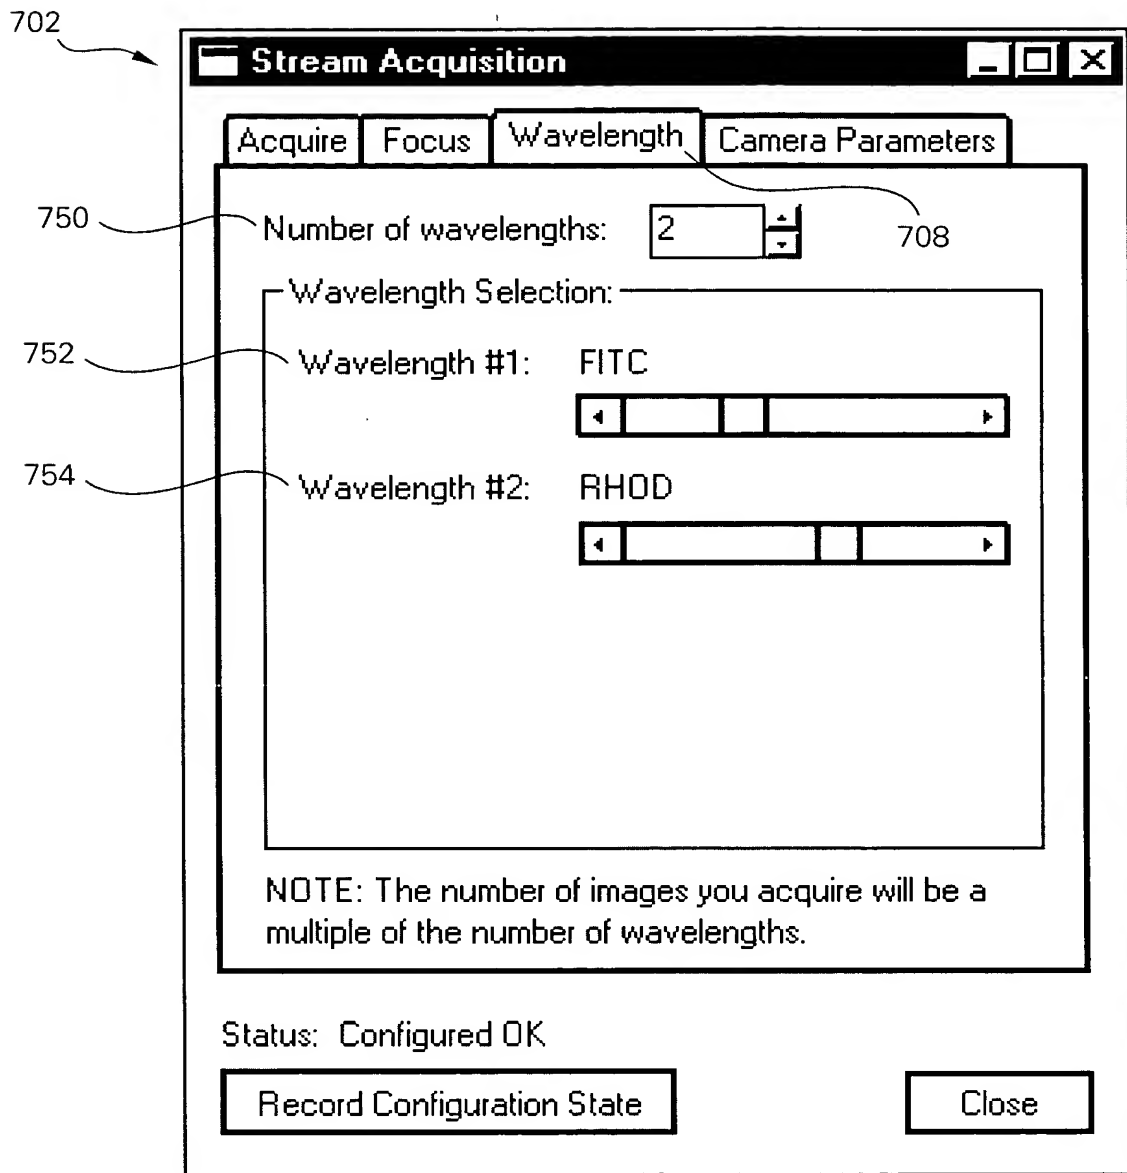 702
Stream Acquisition
Acquire Focus Wavelength Camera Parameters
750 Number of wavelengths: 2 708
Wavelength Selection:
752 Wavelength #1: FITC
754 Wavelength #2: RHOD
NOTE: The number of images you acquire will be a
multiple of the number of wavelengths.
Status: Configured OK
Record Configuration State Close